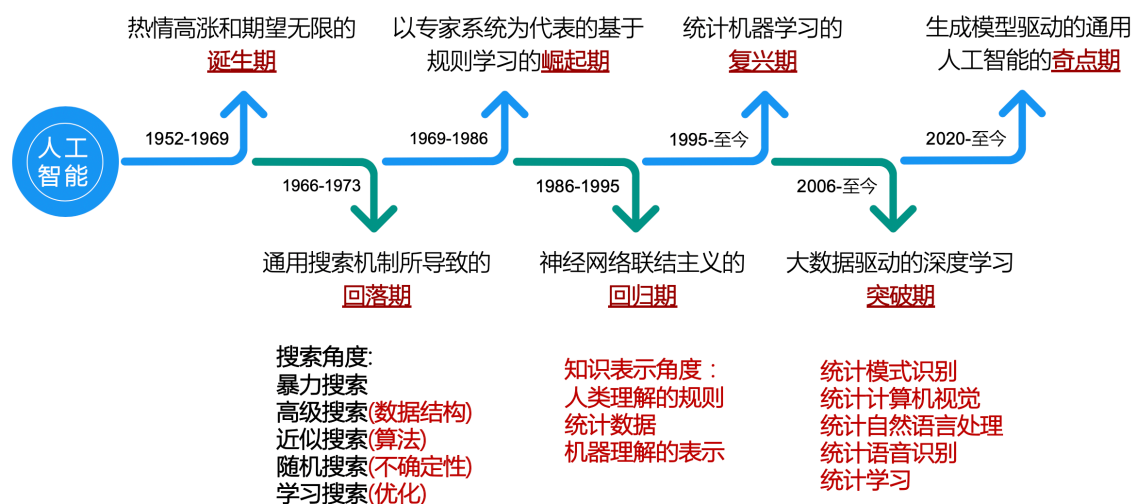 热情高涨和期望无限的
诞生期
以专家系统为代表的基于
规则学习的崛起期
统计机器学习的
复兴期
生成模型驱动的通用
人工智能的奇点期
人工
智能
1952-1969
1969-1986
1995-至今
2020-至今
1966-1973
1986-1995
2006-至今
通用搜索机制所导致的
回落期
神经网络联结主义的
回归期
大数据驱动的深度学习
突破期
搜索角度:
暴力搜索
高级搜索(数据结构)
近似搜索(算法)
随机搜索(不确定性)
学习搜索(优化)
知识表示角度：
人类理解的规则
统计数据
机器理解的表示
统计模式识别
统计计算机视觉
统计自然语言处理
统计语音识别
统计学习